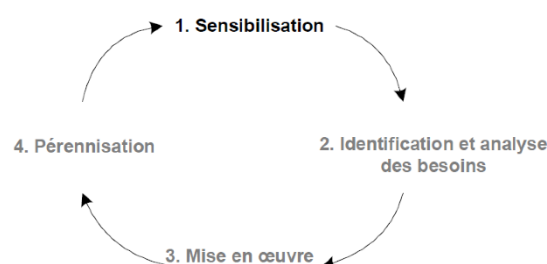 1. Sensibilisation
2. Identification et analyse
des besoins
3. Mise en œuvre
4. Pérennisation